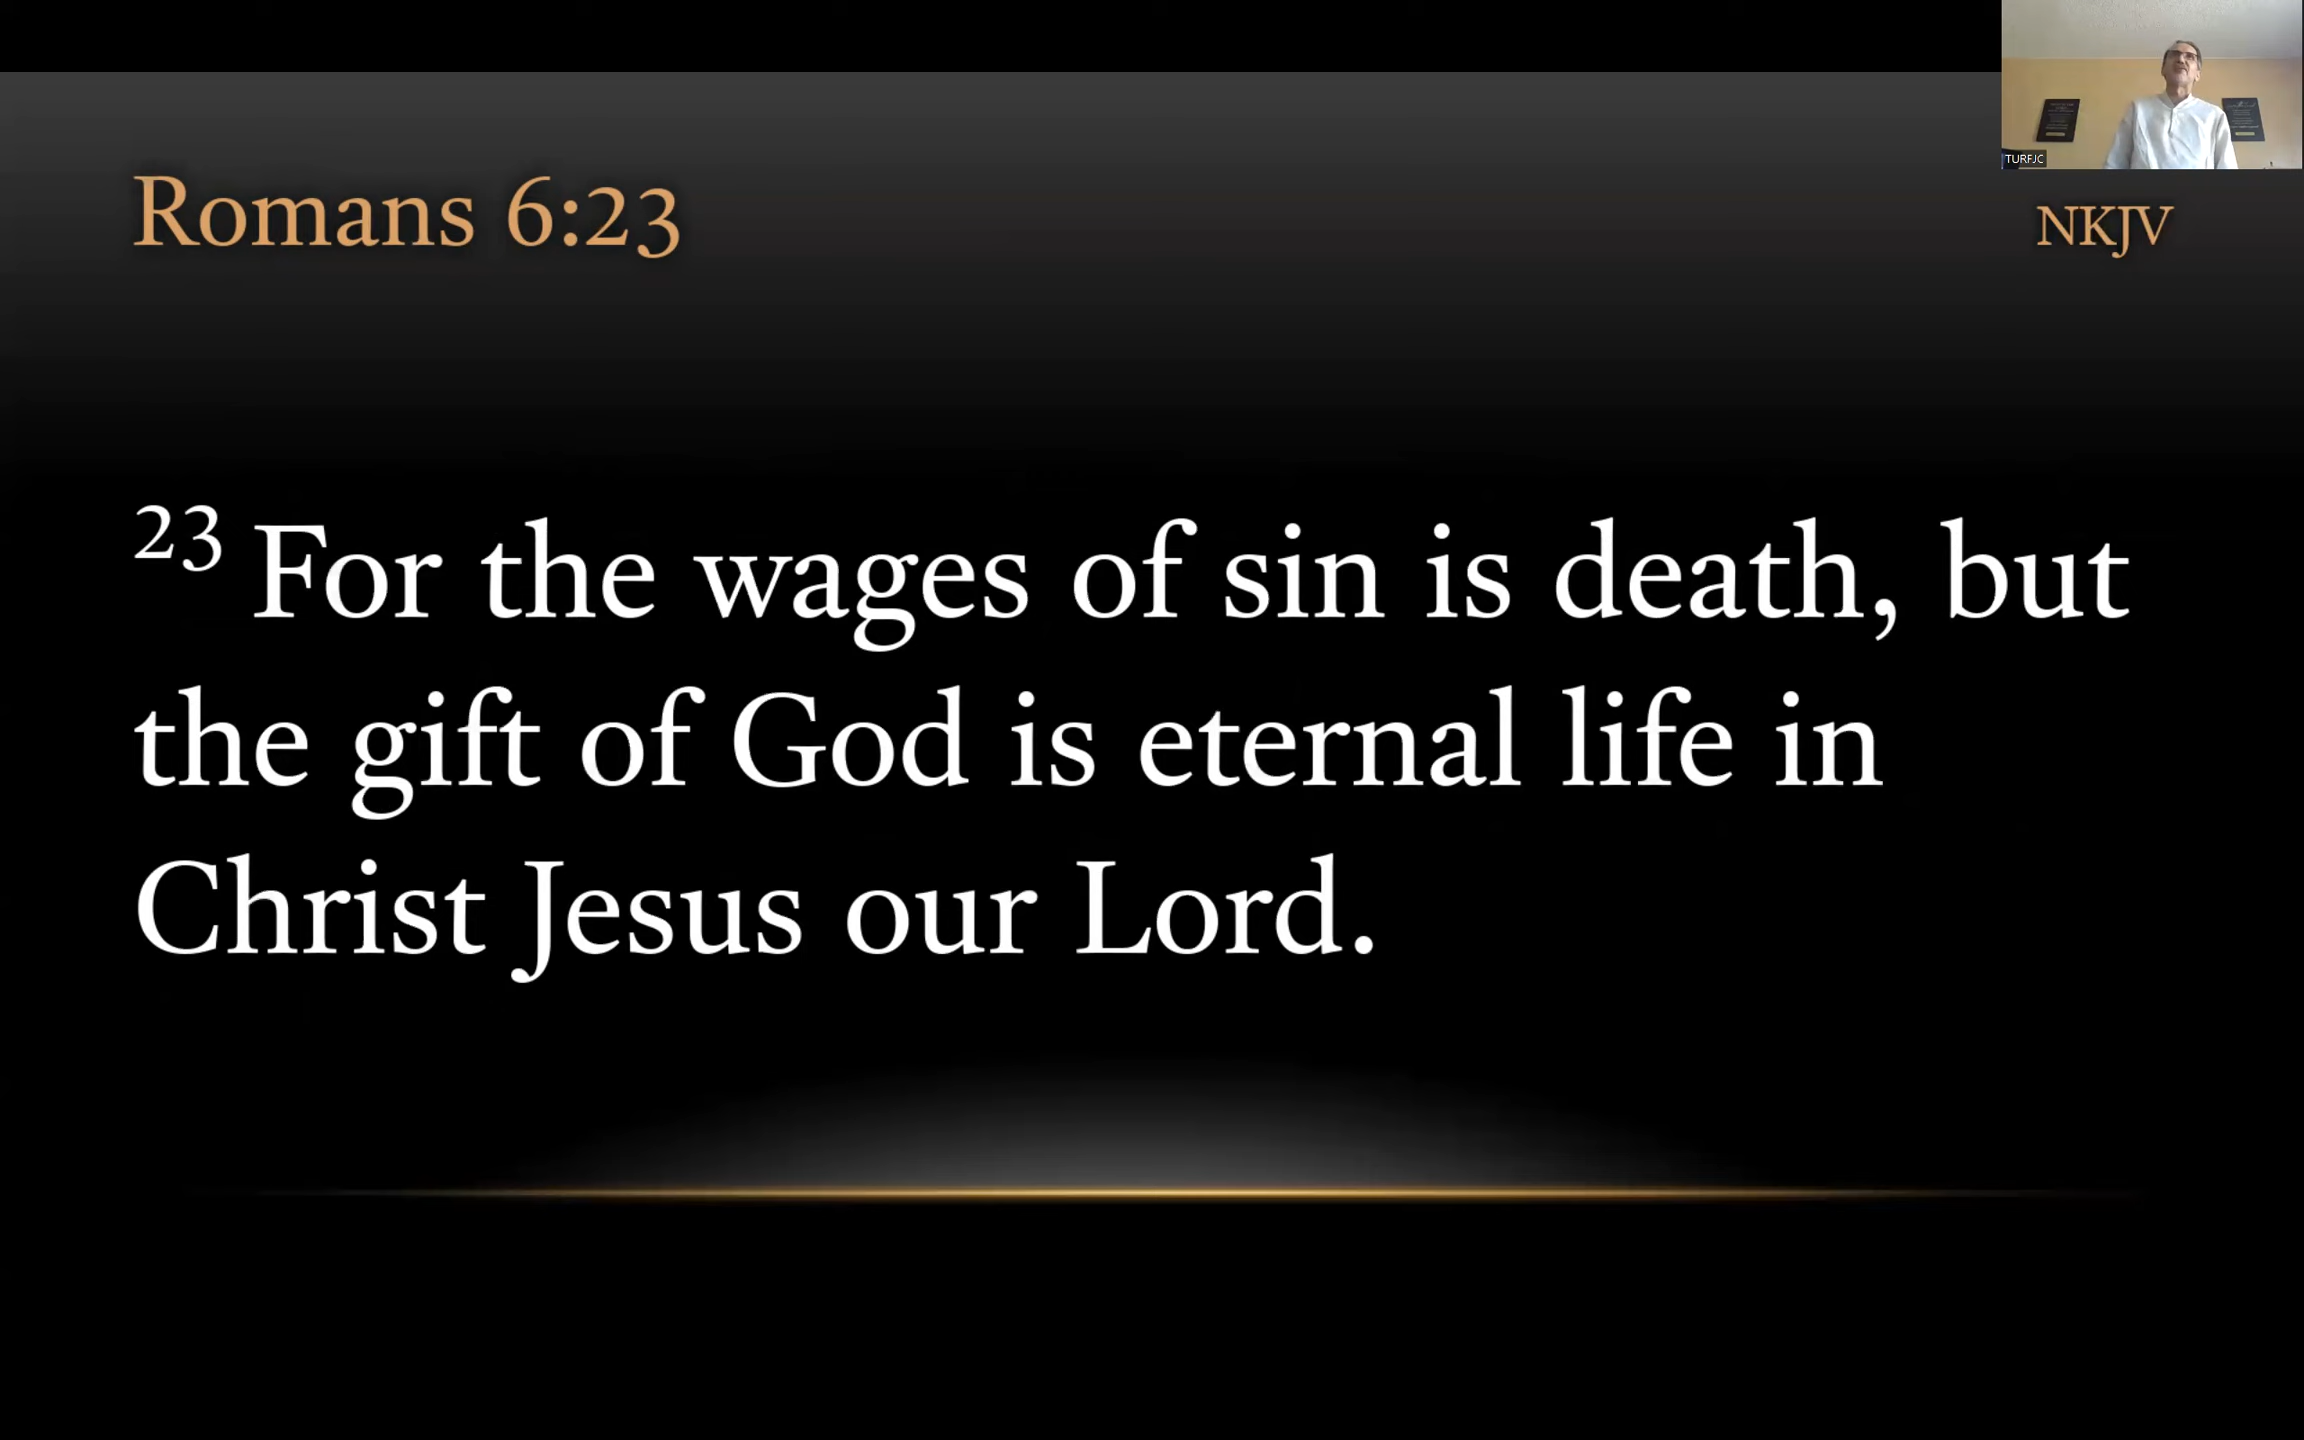 TURFJC
Romans 6:23
NKJV
23 For the wages of sin is death, but
the gift of God is eternal life in
Christ Jesus our Lord.